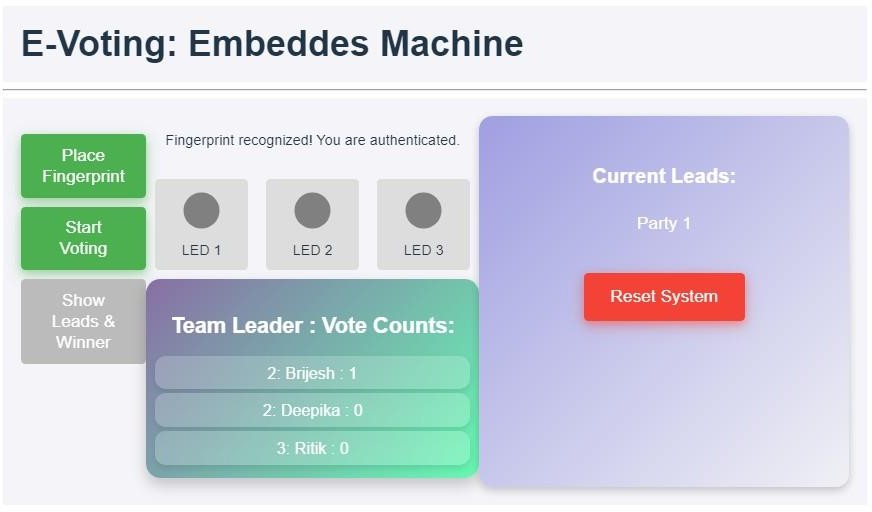 E-Voting: Embeddes Machine
Place
Fingerprint
Start
Voting
Show
Leads &
Winner
Fingerprint recognized! You are authenticated.
LED 1
LED 2
LED 3
Team Leader : Vote Counts:
2: Brijesh : 1
2: Deepika : 0
3: Ritik : 0
Current Leads:
Party 1
Reset System